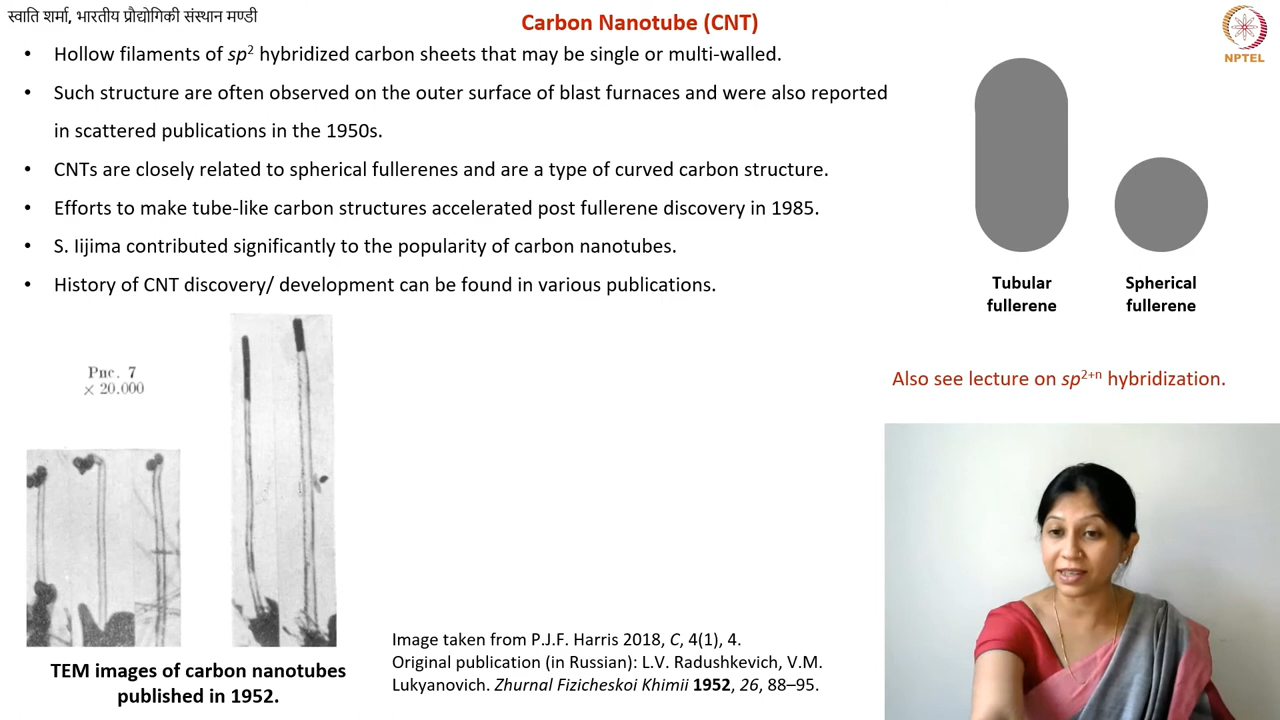 स्वाति शर्मा, भारतीय प्रौद्योगिकी संस्थान मण्डी
Carbon Nanotube (CNT)
NPTEL
• Hollow filaments of sp2 hybridized carbon sheets that may be single or multi-walled.
• Such structure are often observed on the outer surface of blast furnaces and were also reported
in scattered publications in the 1950s.
• CNTs are closely related to spherical fullerenes and are a type of curved carbon structure.
• Efforts to make tube-like carbon structures accelerated post fullerene discovery in 1985.
• S. Iijima contributed significantly to the popularity of carbon nanotubes.
• History of CNT discovery/ development can be found in various publications.
Tubular
fullerene
Spherical
fullerene
Also see lecture on sp2+n hybridization.
Рис. 7
× 20.000
TEM images of carbon nanotubes
published in 1952.
Image taken from P.J.F. Harris 2018, C, 4(1), 4.
Original publication (in Russian): L.V. Radushkevich, V.M.
Lukyanovich. Zhurnal Fizicheskoi Khimii 1952, 26, 88–95.